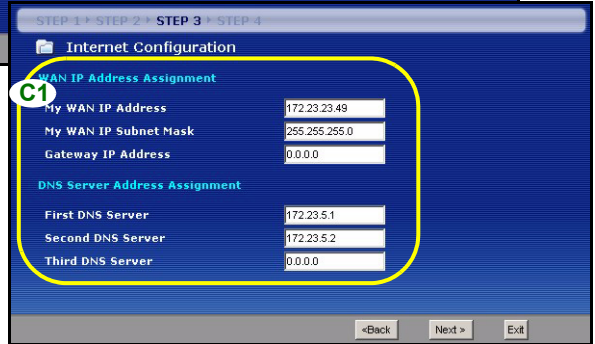 STEP 1 ▸ STEP 2 ▸ STEP 3 ▸ STEP 4
Internet Configuration
WAN IP Address Assignment
C1
My WAN IP Address 172.23.23.49
My WAN IP Subnet Mask 255.255.255.0
Gateway IP Address 0.0.0.0
DNS Server Address Assignment
First DNS Server 172.23.5.1
Second DNS Server 172.23.5.2
Third DNS Server 0.0.0.0
<Back Next > Exit